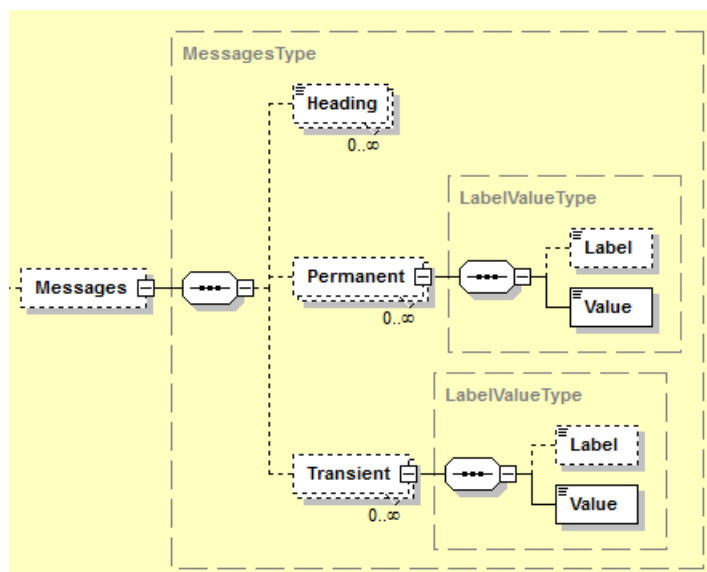 MessagesType
Heading
0..∞
LabelValueType
Label
Messages
Permanent
Value
0..∞
LabelValueType
Label
Transient
Value
0..∞